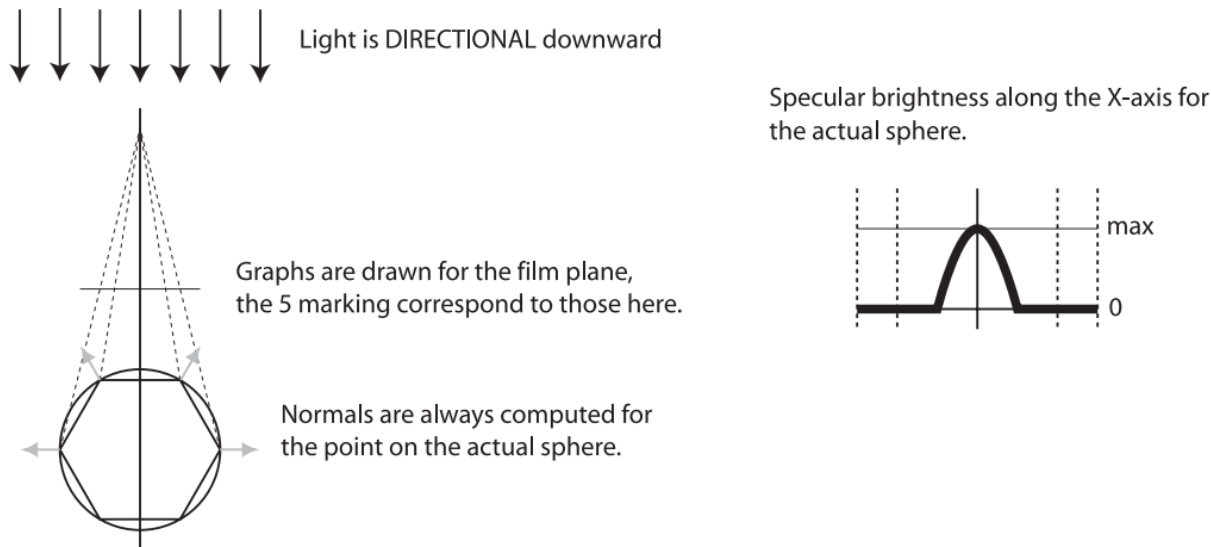 Light is DIRECTIONAL downward
Specular brightness along the X-axis for
the actual sphere.
max
0
Graphs are drawn for the film plane,
the 5 marking correspond to those here.
Normals are always computed for
the point on the actual sphere.